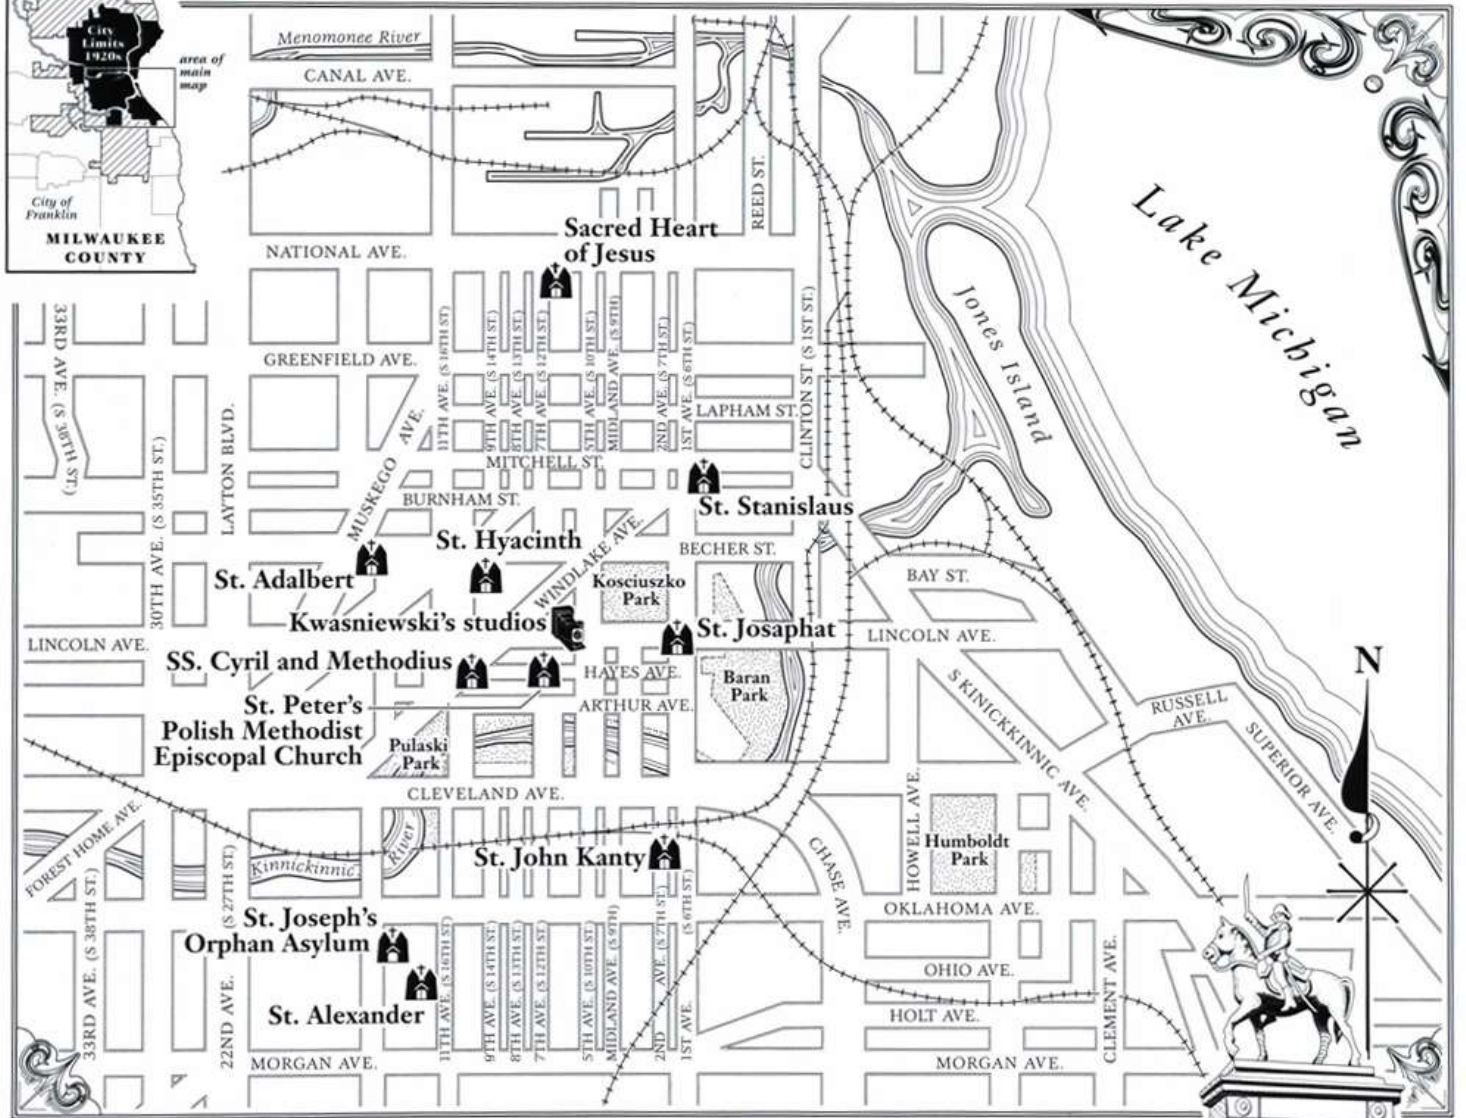 City
Limits
1920s
area of
main
map
City of
Franklin
MILWAUKEE
COUNTY
Menomonee River
CANAL AVE.
REED ST.
Lake Michigan
Sacred Heart
of Jesus
NATIONAL AVE.
Jones Island
33RD AVE. (S 38TH ST.)
GREENFIELD AVE.
11TH AVE. (S 16TH ST)
9TH AVE. (S 14TH ST.)
8TH AVE. (S 13TH ST.)
7TH AVE. (S 12TH ST.)
5TH AVE. (S 10TH ST.)
MIDLAND AVE. (S 9TH)
2ND AVE. (S 7TH ST.)
1ST AVE. (S 6TH ST.)
CLINTON ST (S 1ST ST.)
LAPHAM ST.
30TH AVE. (S 35TH ST.)
LAYTON BLVD.
MUSKEGO AVE.
MITCHELL ST.
BURNHAM ST.
St. Stanislaus
St. Hyacinth
WINDLAKE AVE.
BECHER ST.
St. Adalbert
Kosciuszko
Park
BAY ST.
Kwasniewski's studios
St. Josaphat
LINCOLN AVE.
LINCOLN AVE.
SS. Cyril and Methodius
HAYES AVE.
Baran
Park
S KINICKKINNIC AVE.
N
St. Peter's
Polish Methodist
Episcopal Church
ARTHUR AVE.
RUSSELL
AVE.
SUPERIOR AVE.
Pulaski
Park
CLEVELAND AVE.
FOREST HOME AVE.
HOWELL AVE.
Kinnickinnic
River
St. John Kanty
CHASE AVE.
Humboldt
Park
33RD AVE. (S 38TH ST.)
22ND AVE. (S 27TH ST)
OKLAHOMA AVE.
St. Joseph's
Orphan Asylum
11TH AVE. (S 16TH ST)
9TH AVE. (S 14TH ST.)
8TH AVE. (S 13TH ST.)
7TH AVE. (S 12TH ST.)
5TH AVE. (S 10TH ST.)
MIDLAND AVE. (S 9TH)
2ND AVE. (S 7TH ST.)
1ST AVE. (S 6TH ST.)
OHIO AVE.
CLEMENT AVE.
St. Alexander
HOLT AVE.
MORGAN AVE.
MORGAN AVE.